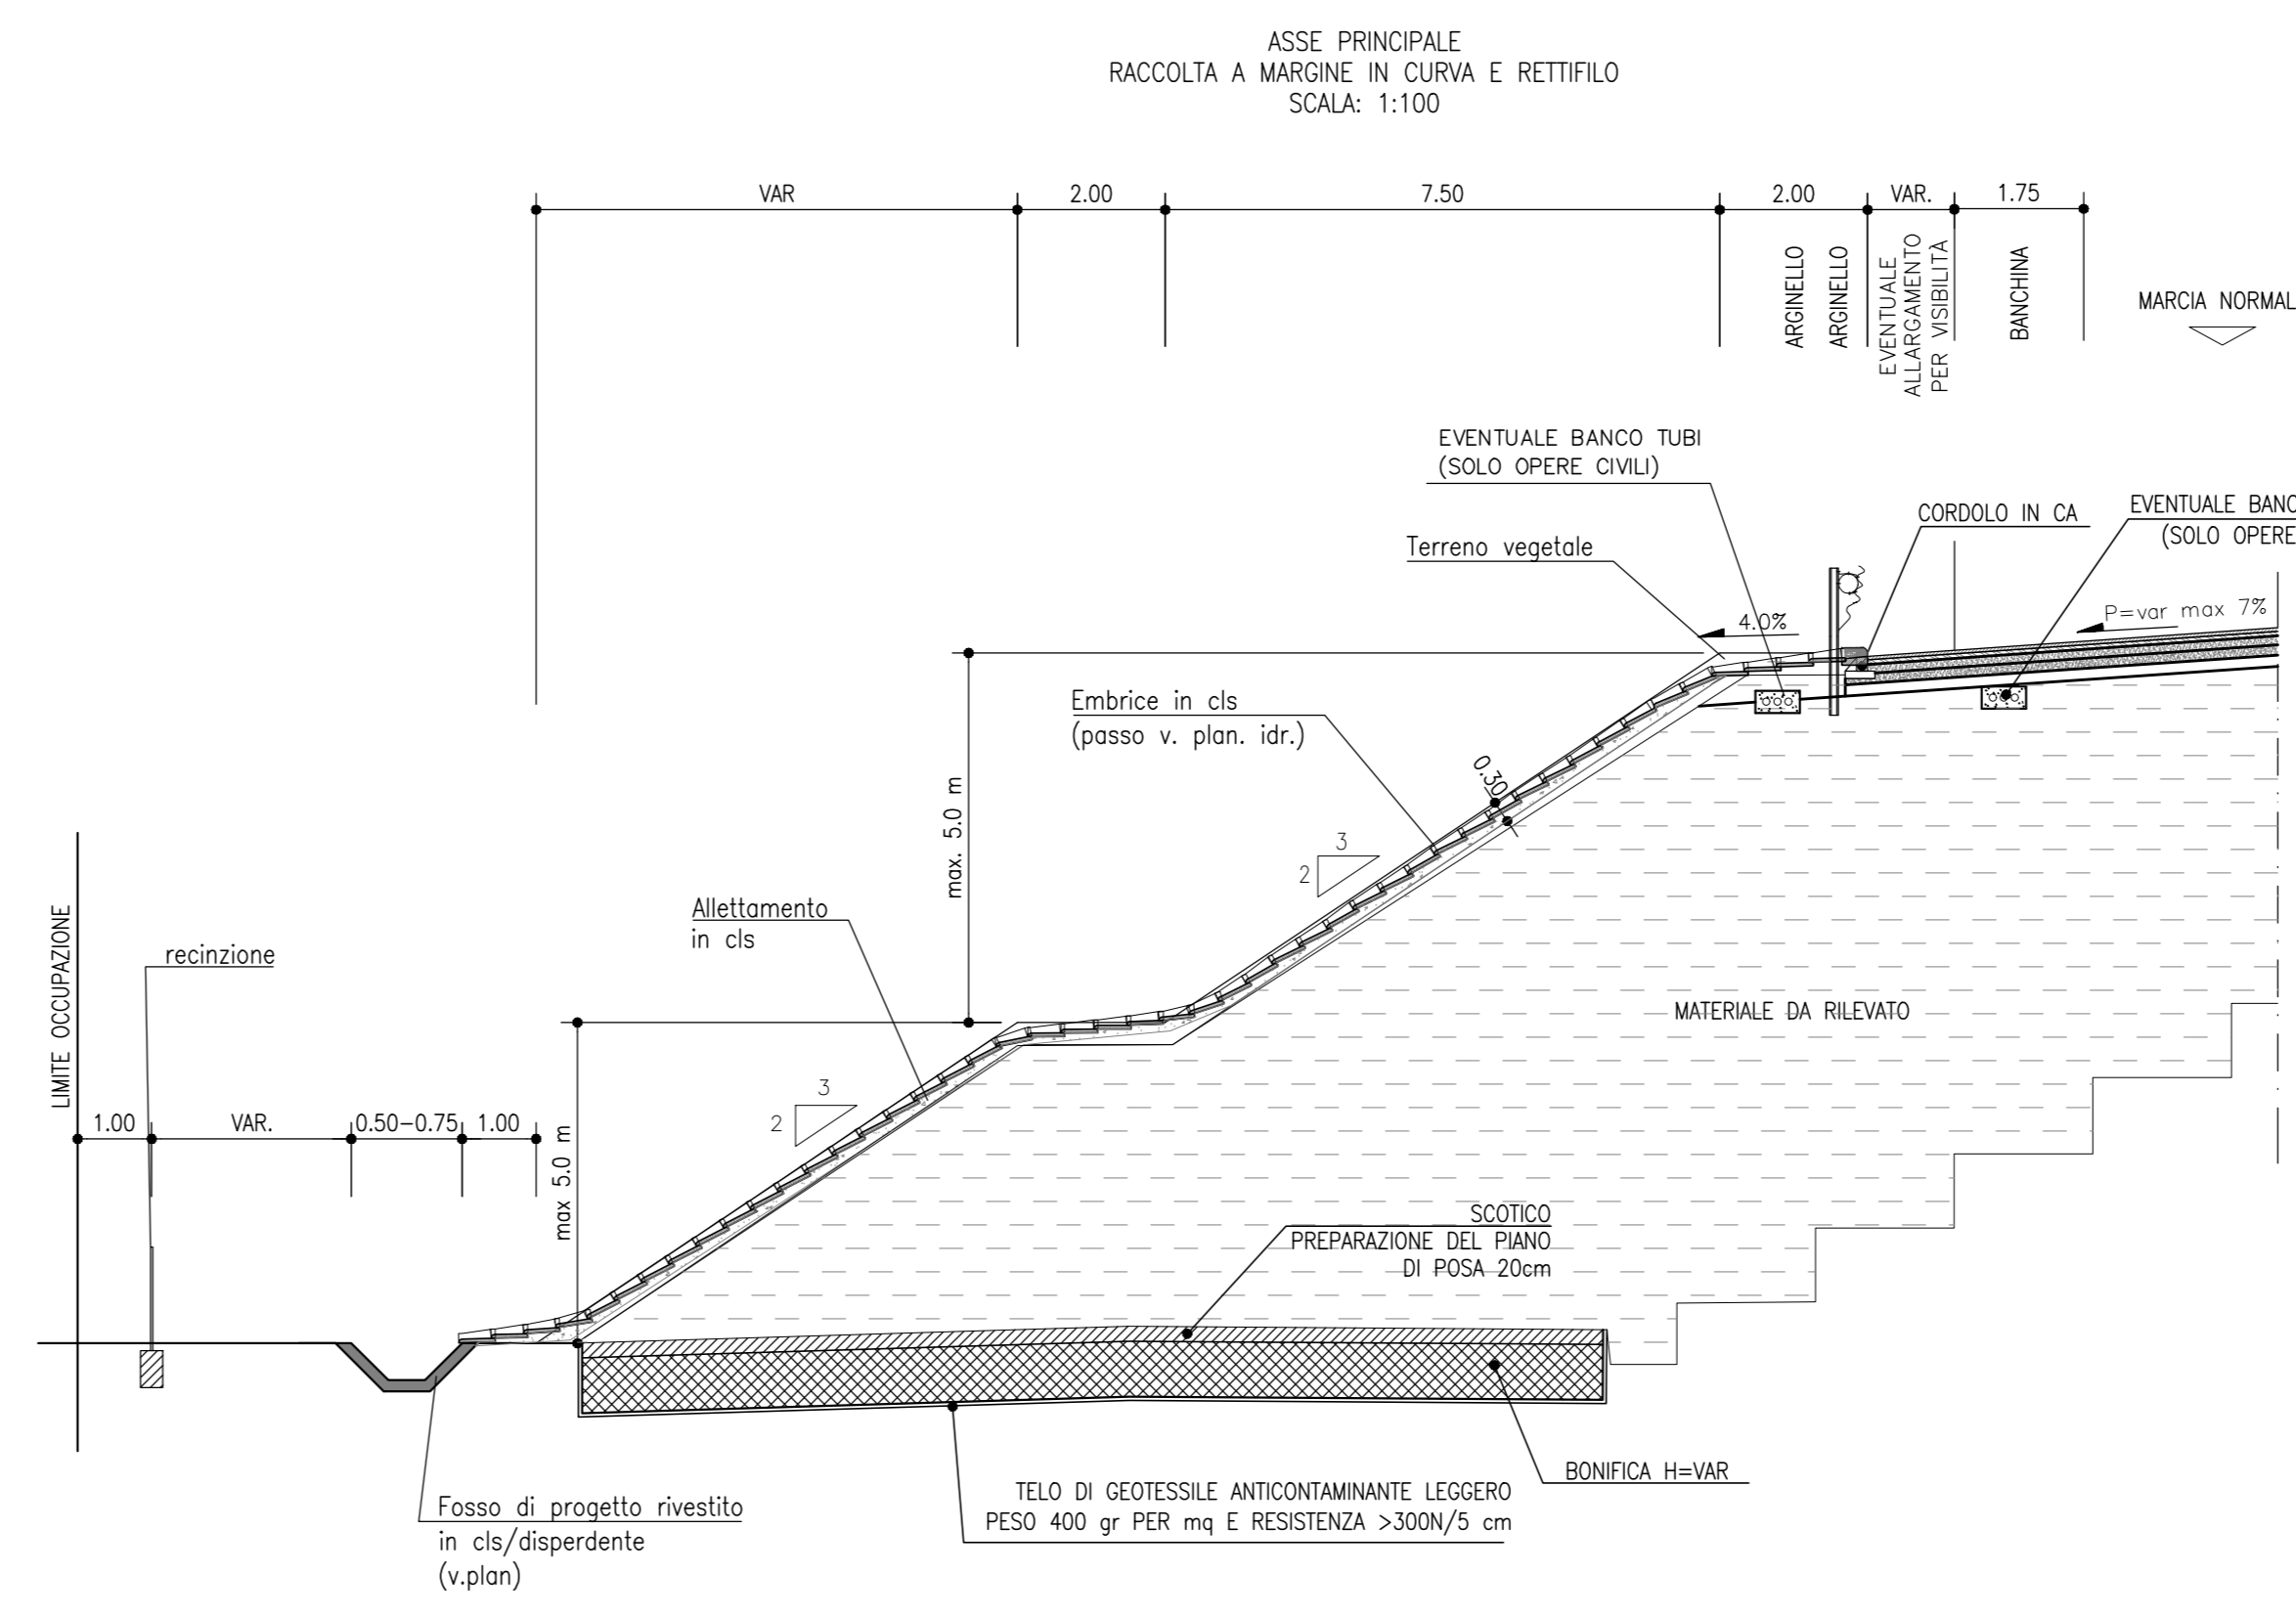 ASSE PRINCIPALE
RACCOLTA A MARGINE IN CURVA E RETTIFILO
SCALA: 1:100
VAR
2.00
7.50
2.00
VAR.
1.75
ARGINELLO
ARGINELLO
EVENTUALE
ALLARGAMENTO
PER VISIBILITÀ
BANCHINA
MARCIA NORMAL
EVENTUALE BANCO TUBI
(SOLO OPERE CIVILI)
CORDOLO IN CA
EVENTUALE BANC
(SOLO OPERE
Terreno vegetale
4.0%
P=var max 7%
Embrice in cls
(passo v. plan. idr.)
0.30
max. 5.0 m
3
2
Allettamento
in cls
LIMITE OCCUPAZIONE
recinzione
MATERIALE DA RILEVATO
3
2
1.00
VAR.
0.50-0.75
1.00
max 5.0 m
SCOTICO
PREPARAZIONE DEL PIANO
DI POSA 20cm
BONIFICA H=VAR
TELO DI GEOTESSILE ANTICONTAMINANTE LEGGERO
PESO 400 gr PER mq E RESISTENZA >300N/5 cm
Fosso di progetto rivestito
in cls/disperdente
(v.plan)